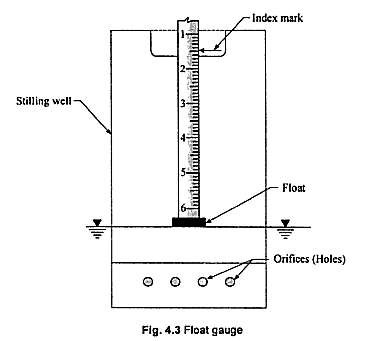 Index mark
1
2
Stilling well
3
4
5
Float
6
Orifices (Holes)
Fig. 4.3 Float gauge